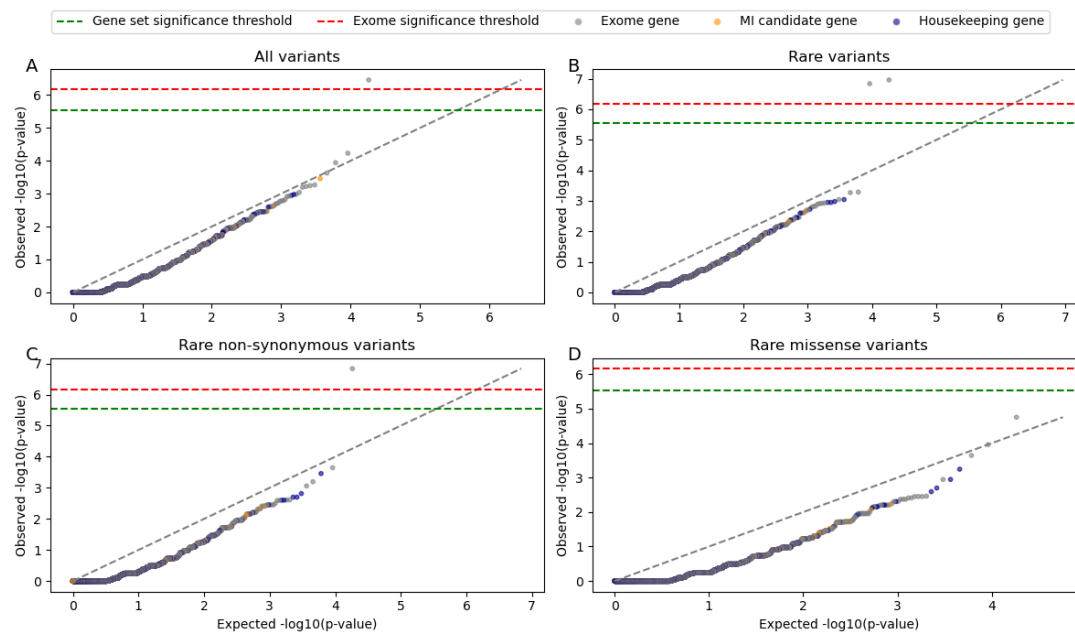 Gene set significance threshold Exome significance threshold Exome gene MI candidate gene Housekeeping gene
A All variants
Observed -log10(p-value)
6
5
4
3
2
1
0
0 1 2 3 4 5 6
B Rare variants
Observed -log10(p-value)
7
6
5
4
3
2
1
0
0 1 2 3 4 5 6 7
C Rare non-synonymous variants
Observed -log10(p-value)
7
6
5
4
3
2
1
0
0 1 2 3 4 5 6 7
Expected -log10(p-value)
D Rare missense variants
Observed -log10(p-value)
6
5
4
3
2
1
0
0 1 2 3 4
Expected -log10(p-value)